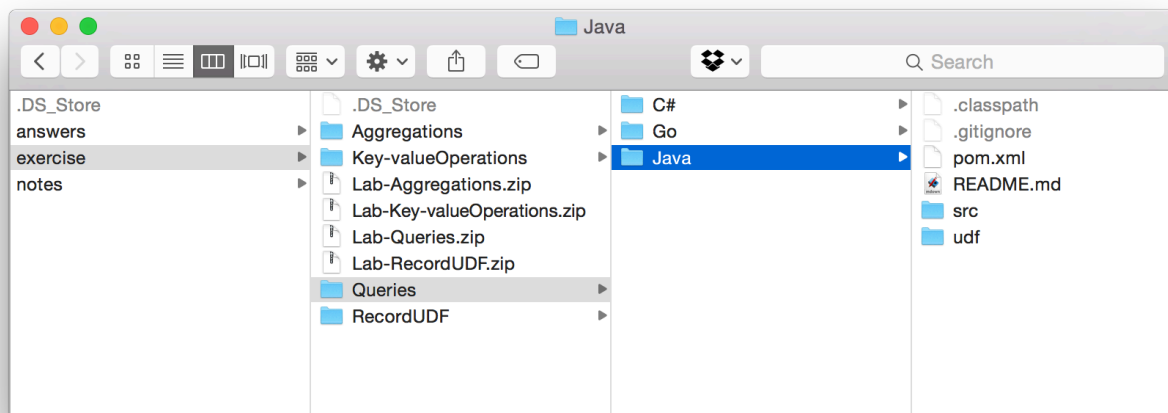 Java
Search
.DS_Store
answers
exercise
notes
.DS_Store
Aggregations
Key-valueOperations
Lab-Aggregations.zip
Lab-Key-valueOperations.zip
Lab-Queries.zip
Lab-RecordUDF.zip
Queries
RecordUDF
C#
Go
Java
.classpath
.gitignore
pom.xml
README.md
src
udf